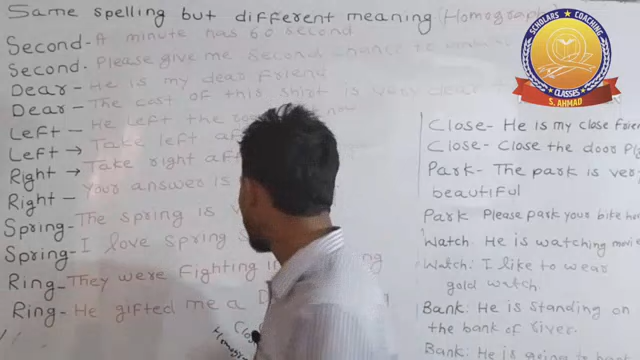 Same spelling but different meaning (Homograph)
Second - A minute has 60 second
Second. Please give me second chance to
Dear - He is my dear friend
Dear - The cost of this shirt is very dear
Left - He left the now
Left → Take left
Right → Take right
Right - Your answer is
Spring - The spring is
Spring - I love spring
Ring - They were fighting
Ring - He gifted me a
Close - He is my close
Close - Close the door
Park - The park is
beautiful
Park Please park your bike
Watch. He is watching
Watch: I like to wear
gold watch
Bank: He is standing on
the bank of river.
Bank: He is going to
SCHOLARS COACHING
CLASSES
S. AHMAD